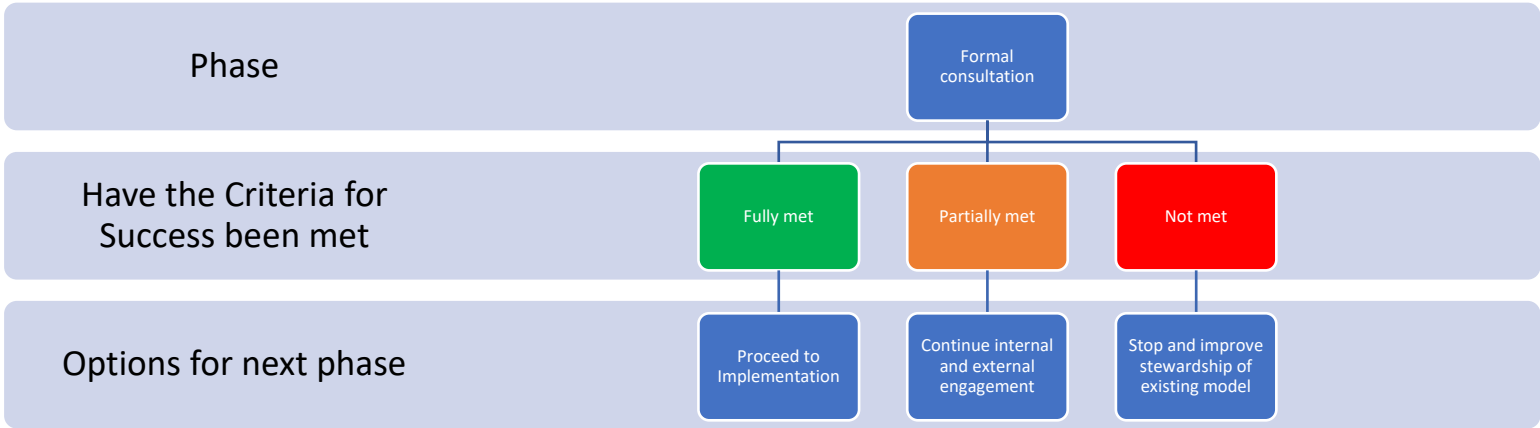 Phase
Formal
consultation
Have the Criteria for
Success been met
Fully met
Partially met
Not met
Options for next phase
Proceed to
Implementation
Continue internal
and external
engagement
Stop and improve
stewardship of
existing model